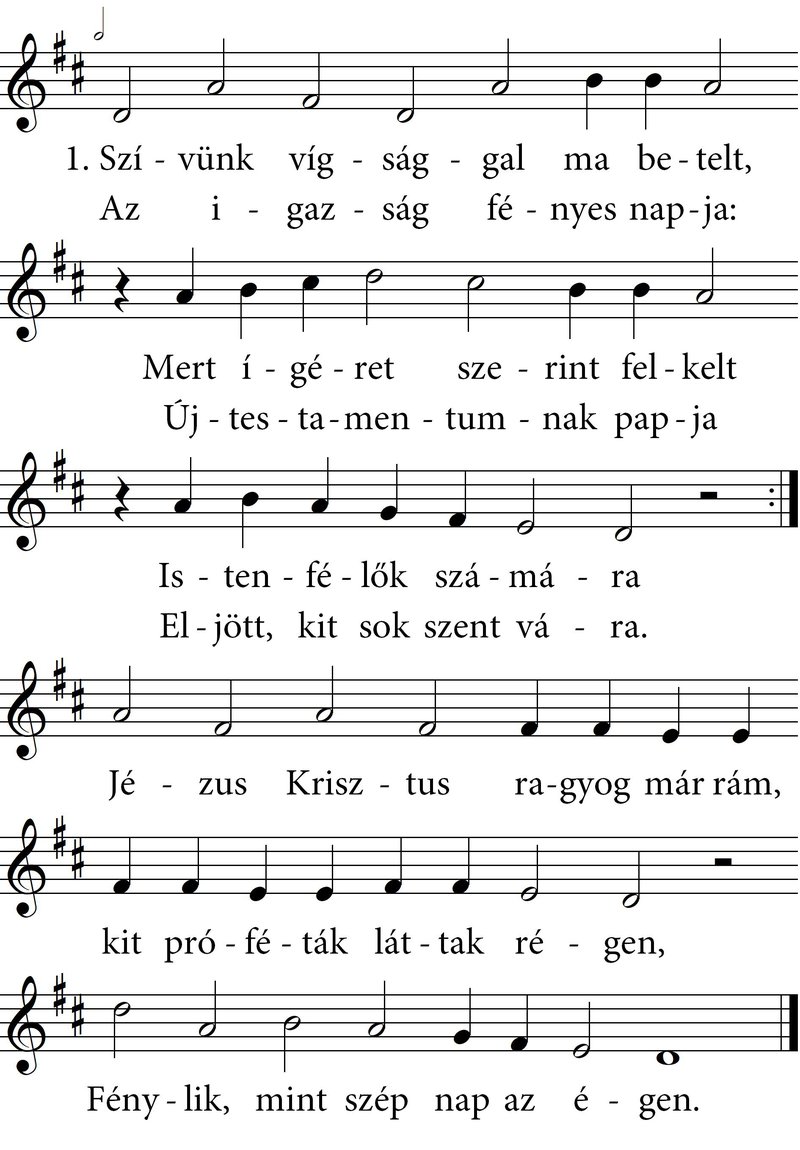 1. Szí - vünk víg - ság - gal ma be - telt,
Az i - gaz - ság fé - nyes nap - ja:
Mert í - gé - ret sze - rint fel - kelt
Új - tes - ta - men - tum - nak pap - ja
Is - ten - fé - lők szá - má - ra
El - jött, kit sok szent vá - ra.
Jé - zus Krisz - tus ra - gyog már rám,
kit pró - fé - ták lát - tak ré - gen,
Fény - lik, mint szép nap az é - gen.